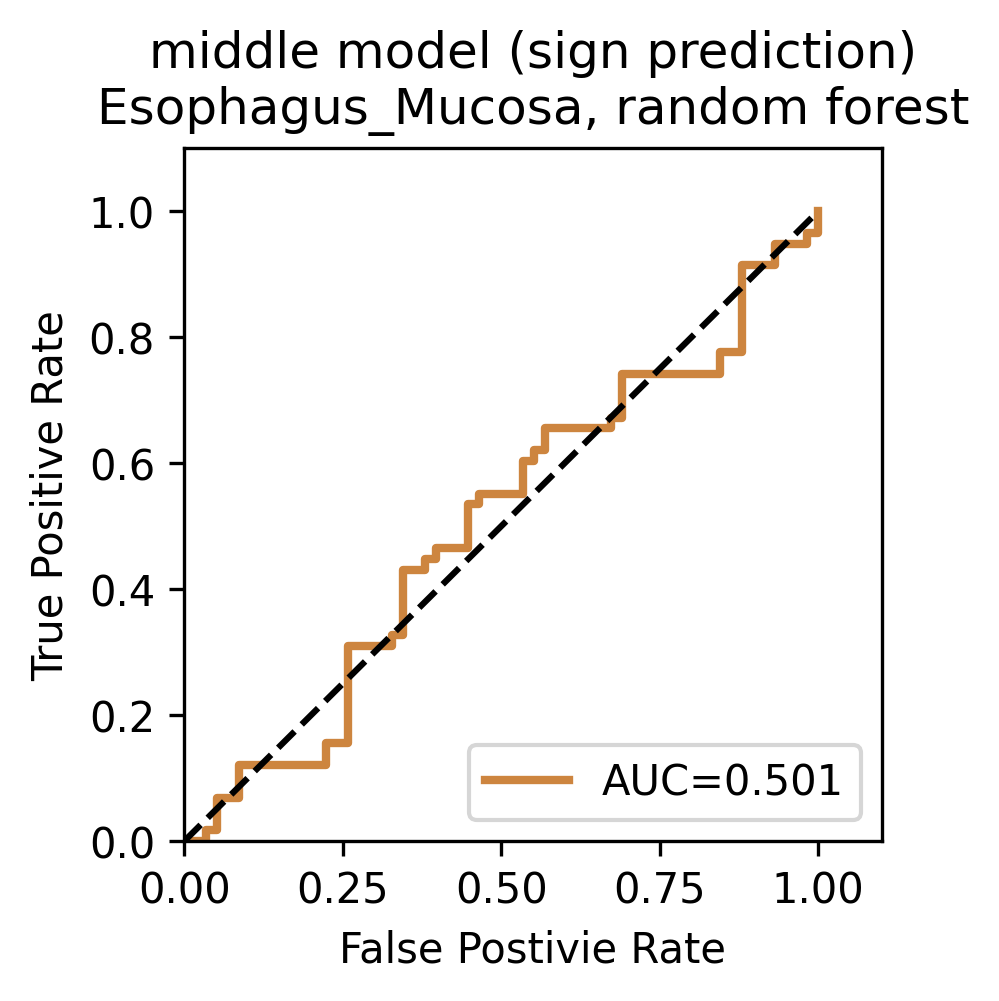 middle model (sign prediction)
Esophagus_Mucosa, random forest
True Positive Rate
1.0
0.8
0.6
0.4
0.2
0.0
AUC=0.501
0.00 0.25 0.50 0.75 1.00
False Postivie Rate